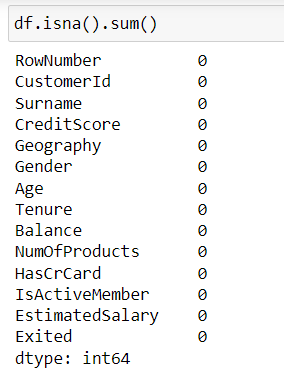 df.isna().sum()
RowNumber 0
CustomerId 0
Surname 0
CreditScore 0
Geography 0
Gender 0
Age 0
Tenure 0
Balance 0
NumOfProducts 0
HasCrCard 0
IsActiveMember 0
EstimatedSalary 0
Exited 0
dtype: int64